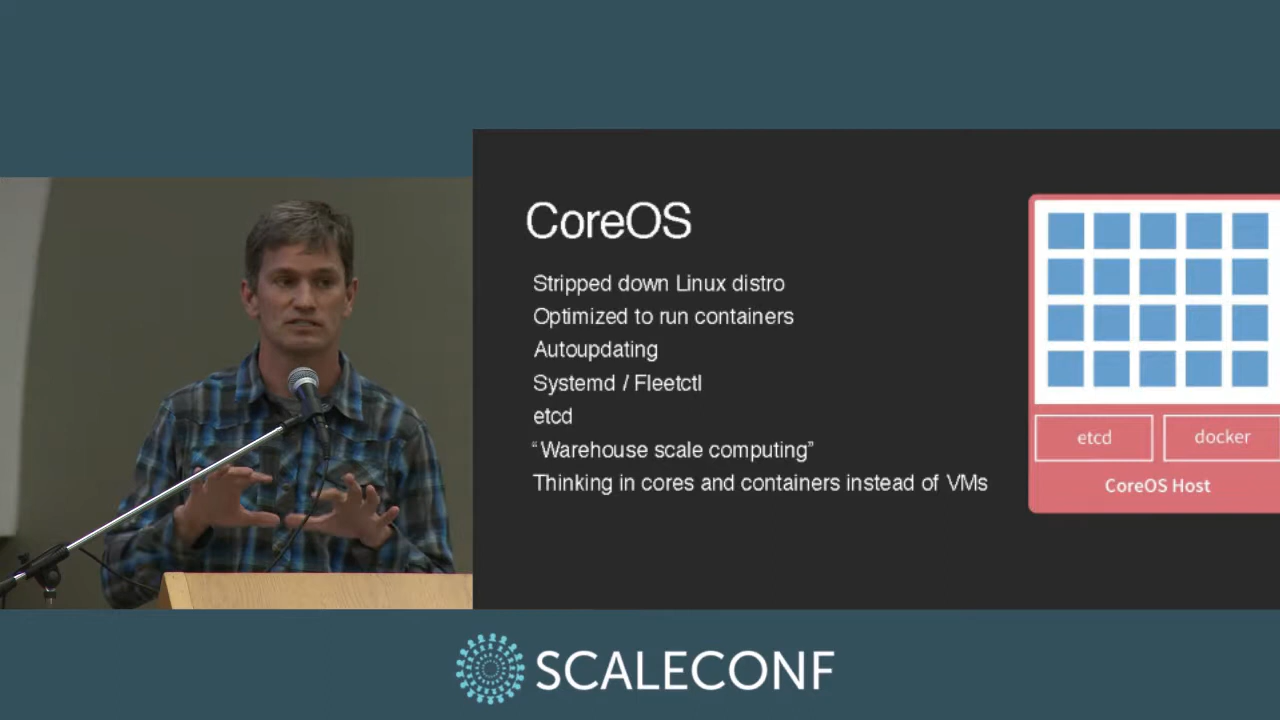 CoreOS
Stripped down Linux distro
Optimized to run containers
Autoupdating
Systemd / Fleetctl
etcd
“Warehouse scale computing”
Thinking in cores and containers instead of VMs
etcd
docker
CoreOS Host
SCALECONF